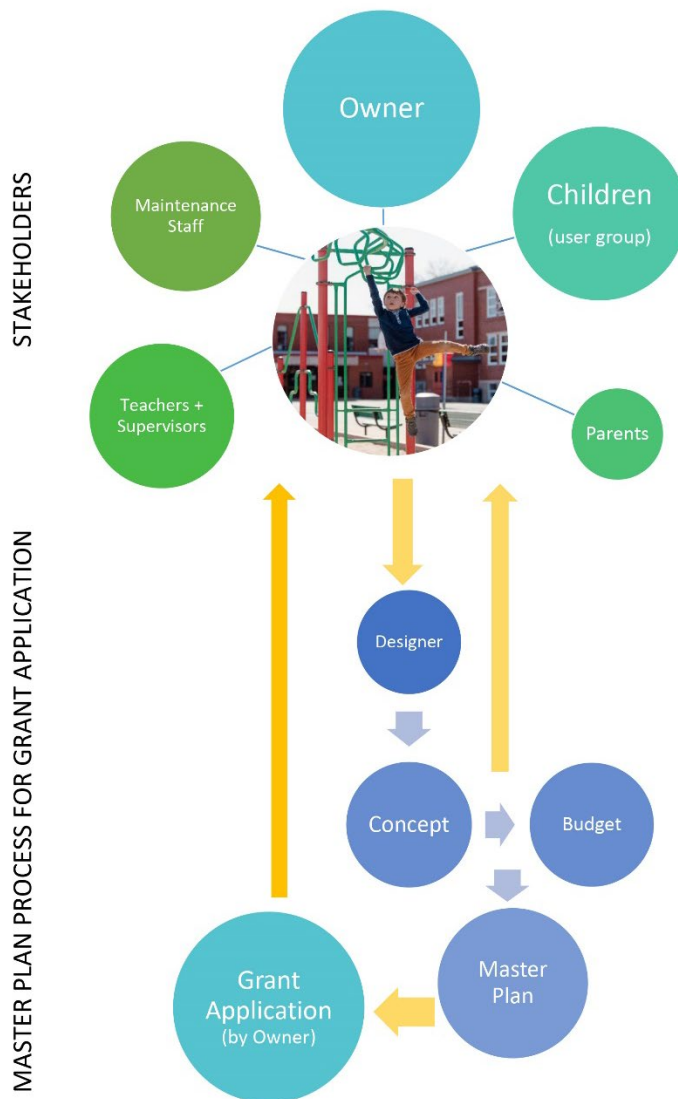 STAKEHOLDERS
Owner
Maintenance
Staff
Children
(user group)
Teachers +
Supervisors
Parents
MASTER PLAN PROCESS FOR GRANT APPLICATION
Designer
Concept
Budget
Master
Plan
Grant
Application
(by Owner)